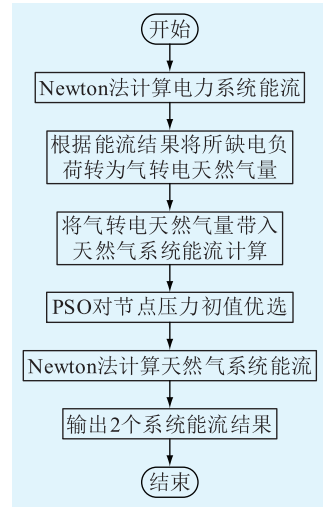 开始
Newton法计算电力系统能流
根据能流结果将所缺电负
荷转为气转电天然气量
将气转电天然气量带入
天然气系统能流计算
PSO对节点压力初值优选
Newton法计算天然气系统能流
输出2个系统能流结果
结束